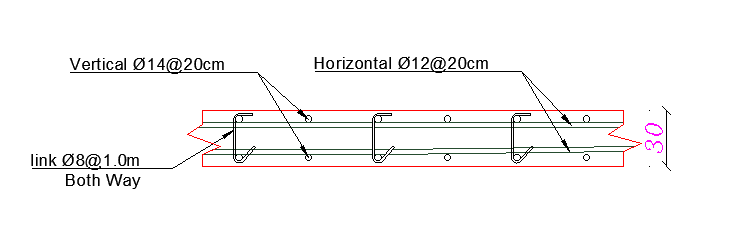 Vertical Ø14@20cm
Horizontal Ø12@20cm
30
link Ø8@1.0m
Both Way